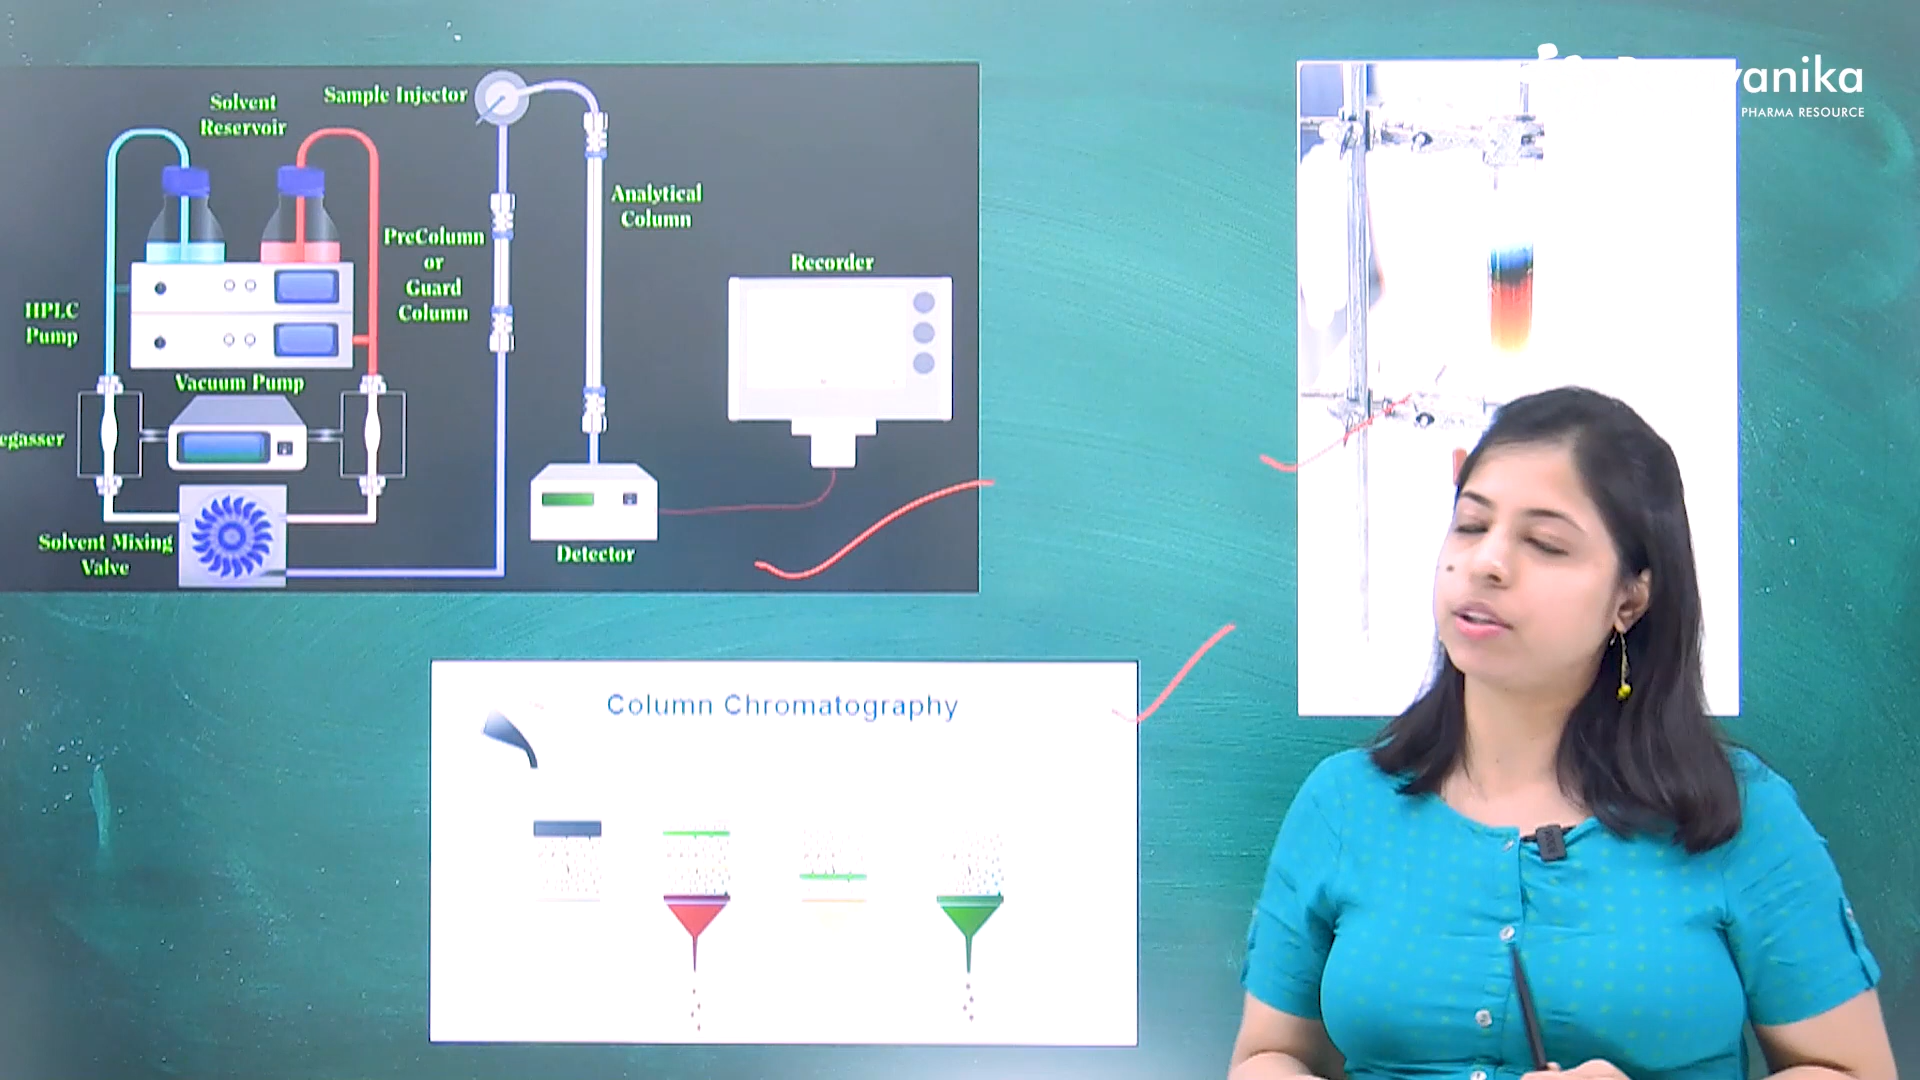 Solvent
Reservoir
Sample Injector
Analytical
Column
PreColumn
or
Guard
Column
Recorder
HPLC
Pump
Vacuum Pump
egasser
Solvent Mixing
Valve
Detector
Column Chromatography
vanika
PHARMA RESOURCE